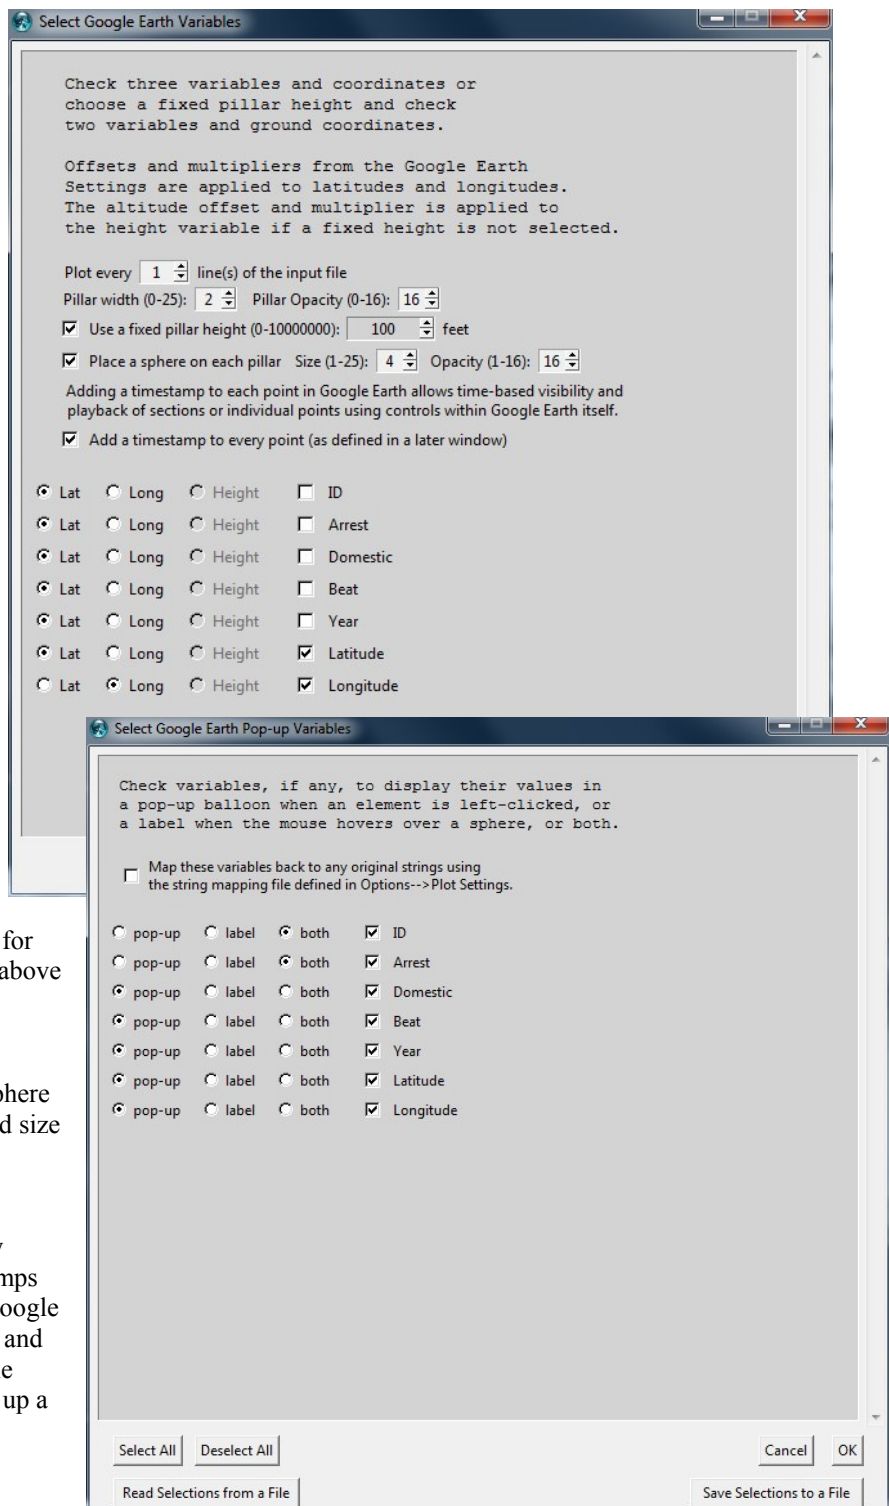 Select Google Earth Variables
Check three variables and coordinates or
choose a fixed pillar height and check
two variables and ground coordinates.
Offsets and multipliers from the Google Earth
Settings are applied to latitudes and longitudes.
The altitude offset and multiplier is applied to
the height variable if a fixed height is not selected.
Plot every 1 line(s) of the input file
Pillar width (0-25): 2 Pillar Opacity (0-16): 16
Use a fixed pillar height (0-10000000): 100 feet
Place a sphere on each pillar Size (1-25): 4 Opacity (1-16): 16
Adding a timestamp to each point in Google Earth allows time-based visibility and
playback of sections or individual points using controls within Google Earth itself.
Add a timestamp to every point (as defined in a later window)
Lat Long Height ID
Lat Long Height Arrest
Lat Long Height Domestic
Lat Long Height Beat
Lat Long Height Year
Lat Long Height Latitude
Lat Long Height Longitude
Select Google Earth Pop-up Variables
Check variables, if any, to display their values in
a pop-up balloon when an element is left-clicked, or
a label when the mouse hovers over a sphere, or both.
Map these variables back to any original strings using
the string mapping file defined in Options-->Plot Settings.
pop-up label both ID
pop-up label both Arrest
pop-up label both Domestic
pop-up label both Beat
pop-up label both Year
pop-up label both Latitude
pop-up label both Longitude
Select All Deselect All Cancel OK
Read Selections from a File Save Selections to a File
for
above
d size
and
up a